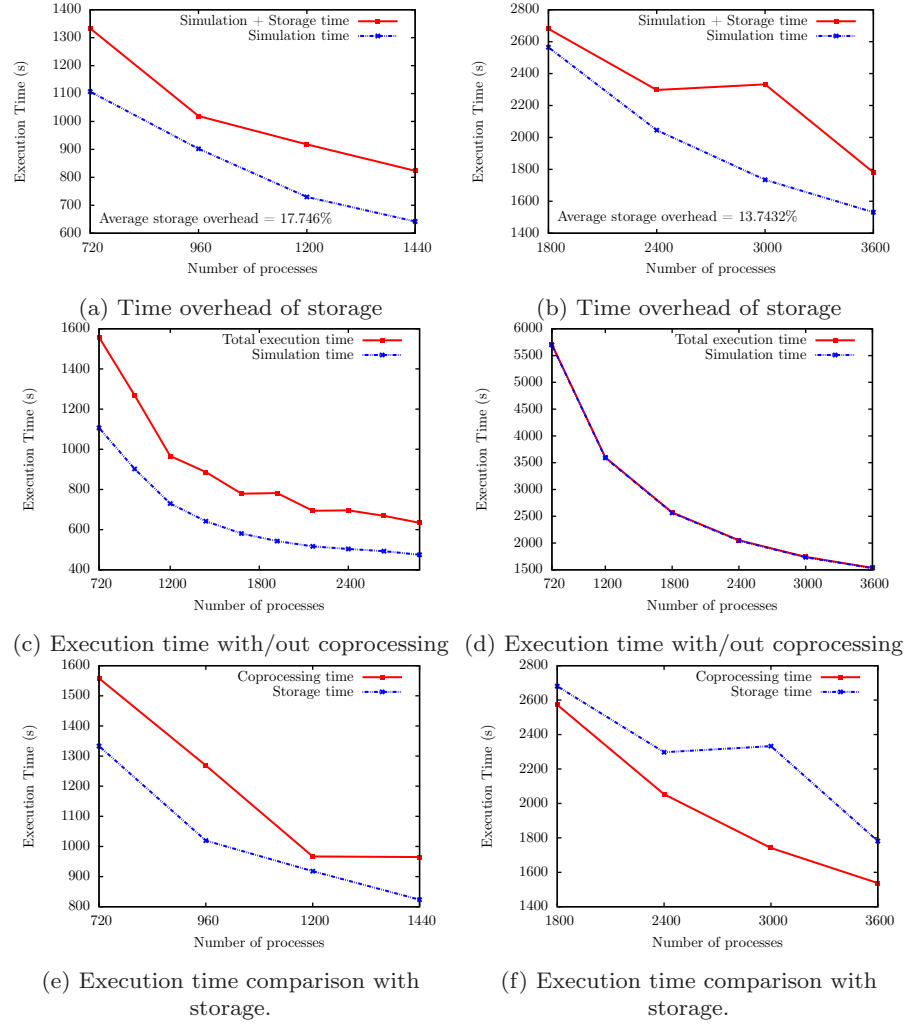 1400
1300
1200
1100
1000
900
800
700
600
Execution Time (s)
Simulation + Storage time
Simulation time
Average storage overhead = 17.746%
720 960 1200 1440
Number of processes
(a) Time overhead of storage
2800
2600
2400
2200
2000
1800
1600
1400
Execution Time (s)
Simulation + Storage time
Simulation time
Average storage overhead = 13.7432%
1800 2400 3000 3600
Number of processes
(b) Time overhead of storage
1600
1400
1200
1000
800
600
400
Execution Time (s)
Total execution time
Simulation time
720 1200 1800 2400
Number of processes
(c) Execution time with/out coprocessing
6000
5500
5000
4500
4000
3500
3000
2500
2000
1500
Execution Time (s)
Total execution time
Simulation time
720 1200 1800 2400 3000 3600
Number of processes
(d) Execution time with/out coprocessing
1600
1500
1400
1300
1200
1100
1000
900
800
Execution Time (s)
Coprocessing time
Storage time
720 960 1200 1440
Number of processes
(e) Execution time comparison with
storage.
2800
2600
2400
2200
2000
1800
1600
1400
Execution Time (s)
Coprocessing time
Storage time
1800 2400 3000 3600
Number of processes
(f) Execution time comparison with
storage.